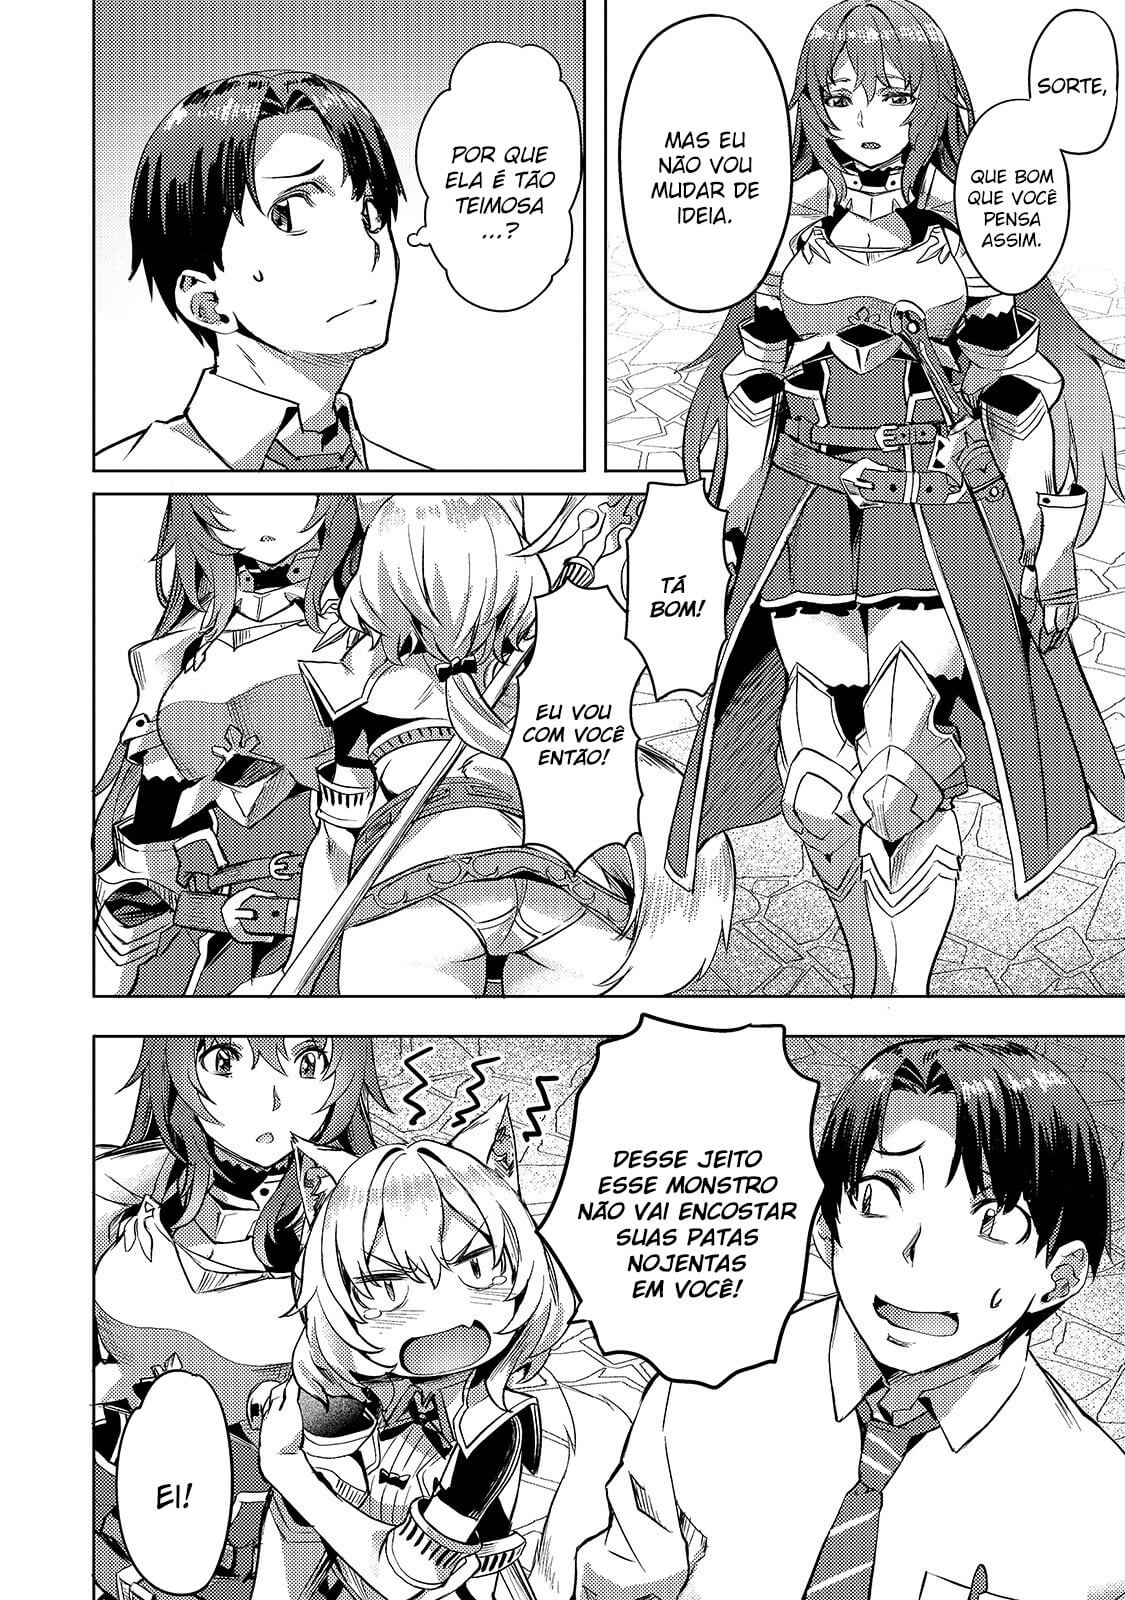 SORTE,
QUE BOM
QUE VOCÊ
PENSA
ASSIM.
MAS EU
NÃO VOU
MUDAR DE
IDEIA.
POR QUE
ELA É TÃO
TEIMOSA
...?
TÁ
BOM!
EU VOU
COM VOCÊ
ENTÃO!
DESSE JEITO
ESSE MONSTRO
NÃO VAI ENCOSTAR
SUAS PATAS
NOJENTAS
EM VOCÊ!
EI!